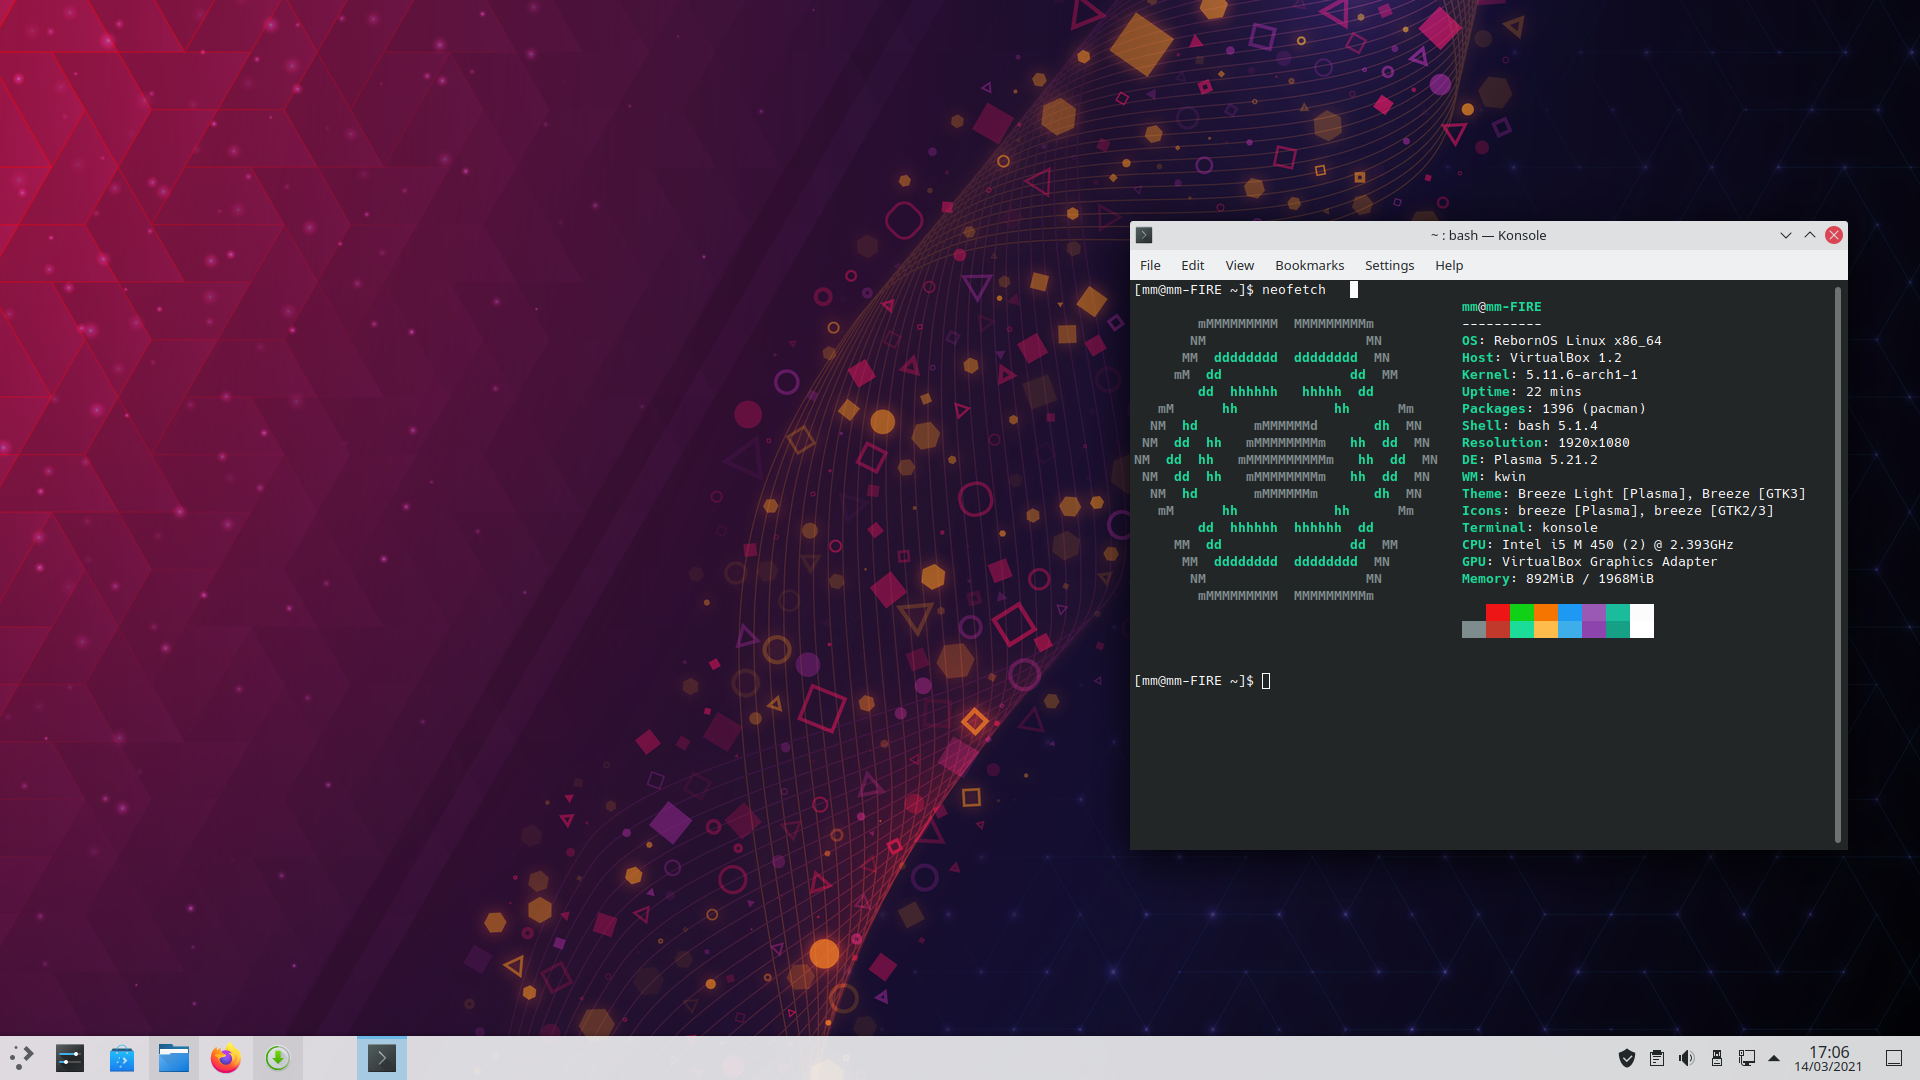 ~ : bash — Konsole
File Edit View Bookmarks Settings Help
[mm@mm-FIRE ~]$ neofetch
mm@mm-FIRE
mMMMMMMMMM  MMMMMMMMMm ----------
NM                    MN OS: RebornOS Linux x86_64
MM  dddddddd  dddddddd  MN Host: VirtualBox 1.2
mM  dd                dd  MM Kernel: 5.11.6-arch1-1
dd  hhhhhh   hhhhh  dd Uptime: 22 mins
mM      hh            hh      Mm Packages: 1396 (pacman)
NM  hd       mMMMMMMd       dh  MN Shell: bash 5.1.4
NM  dd  hh   mMMMMMMMMm   hh  dd  MN Resolution: 1920x1080
NM  dd  hh   mMMMMMMMMMMm   hh  dd  MN DE: Plasma 5.21.2
NM  dd  hh   mMMMMMMMMm   hh  dd  MN WM: kwin
NM  hd       mMMMMMMm       dh  MN Theme: Breeze Light [Plasma], Breeze [GTK3]
mM      hh            hh      Mm Icons: breeze [Plasma], breeze [GTK2/3]
dd  hhhhhh  hhhhhh  dd Terminal: konsole
MM  dd                dd  MM CPU: Intel i5 M 450 (2) @ 2.393GHz
MM  dddddddd  dddddddd  MN GPU: VirtualBox Graphics Adapter
NM                    MN Memory: 892MiB / 1968MiB
mMMMMMMMMM  MMMMMMMMMm
[mm@mm-FIRE ~]$
17:06
14/03/2021